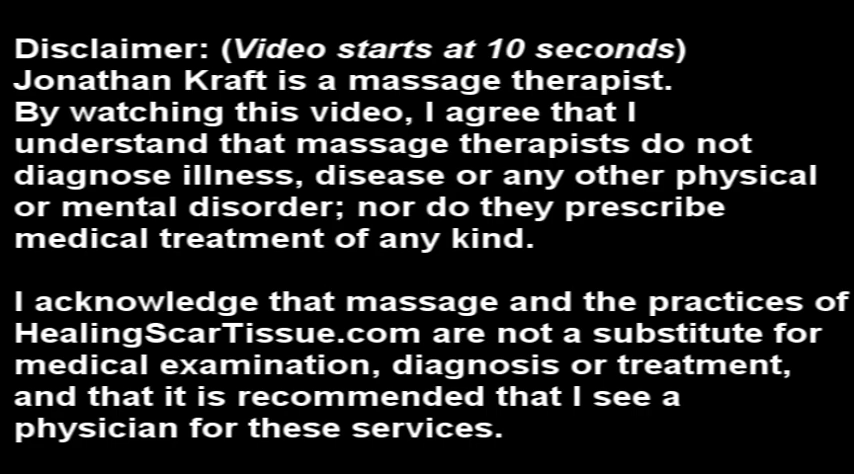 Disclaimer: (Video starts at 10 seconds)
Jonathan Kraft is a massage therapist.
By watching this video, I agree that I
understand that massage therapists do not
diagnose illness, disease or any other physical
or mental disorder; nor do they prescribe
medical treatment of any kind.

I acknowledge that massage and the practices of
HealingScarTissue.com are not a substitute for
medical examination, diagnosis or treatment,
and that it is recommended that I see a
physician for these services.